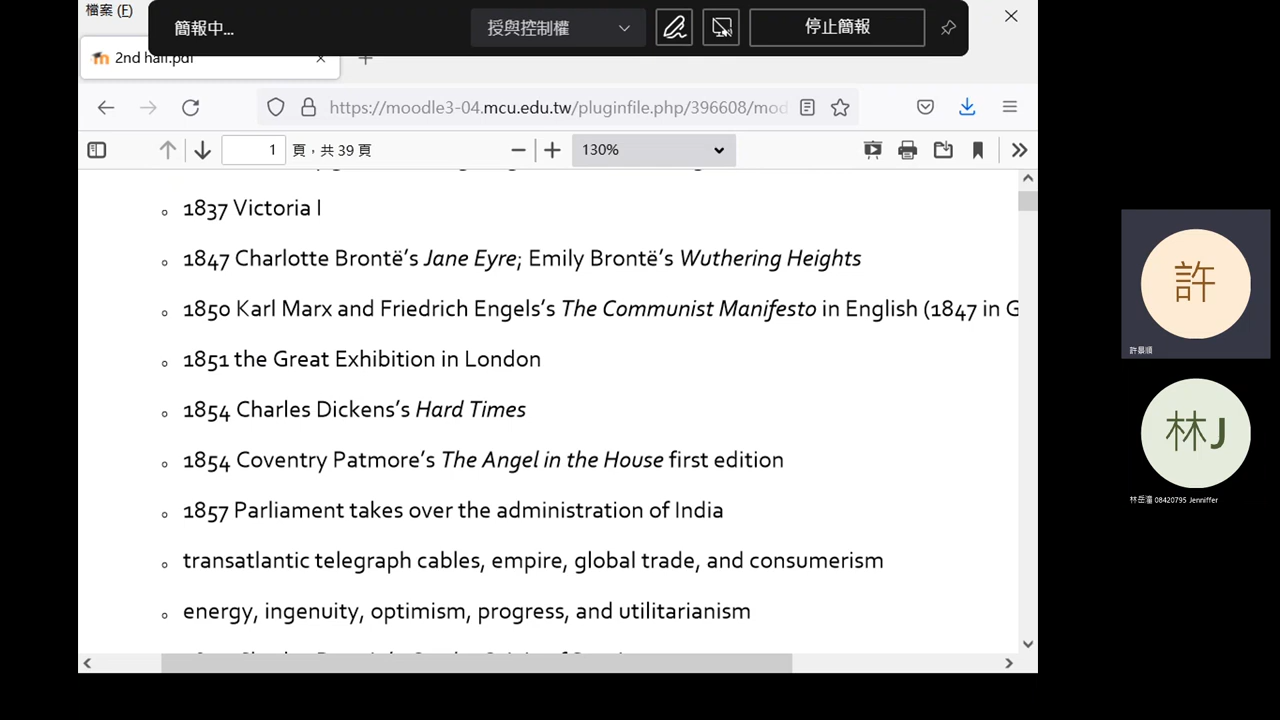 檔案 (F)
簡報中...
授與控制權
停止簡報
2nd half.pdf
https://moodle3-04.mcu.edu.tw/pluginfile.php/396608/mod
1 頁，共 39 頁
130%
1837 Victoria I
1847 Charlotte Brontë’s Jane Eyre; Emily Brontë’s Wuthering Heights
1850 Karl Marx and Friedrich Engels’s The Communist Manifesto in English (1847 in G
1851 the Great Exhibition in London
1854 Charles Dickens’s Hard Times
1854 Coventry Patmore’s The Angel in the House first edition
1857 Parliament takes over the administration of India
transatlantic telegraph cables, empire, global trade, and consumerism
energy, ingenuity, optimism, progress, and utilitarianism
許
許景順
林J
08420795 Jenniffer